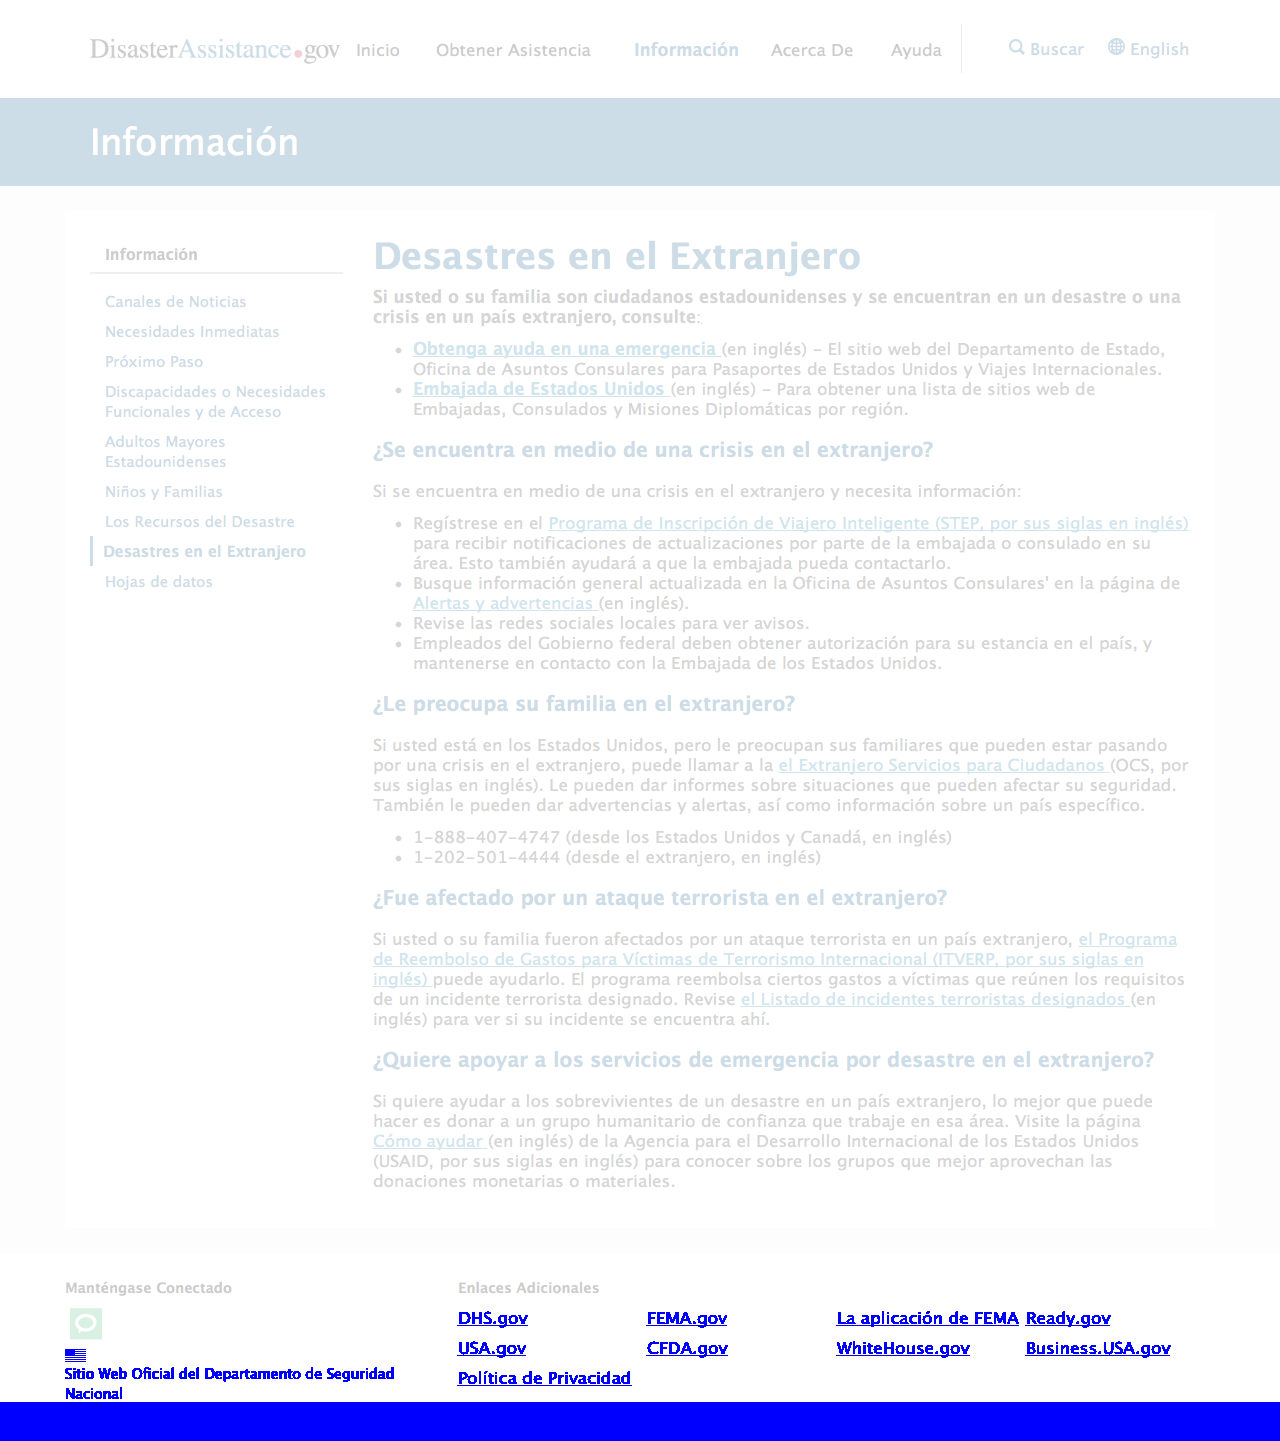 DisasterAssistance.gov Inicio Obtener Asistencia Información Acerca De Ayuda Buscar English
Información
Información
Canales de Noticias
Necesidades Inmediatas
Próximo Paso
Discapacidades o Necesidades
Funcionales y de Acceso
Adultos Mayores
Estadounidenses
Niños y Familias
Los Recursos del Desastre
Desastres en el Extranjero
Hojas de datos
Desastres en el Extranjero
Si usted o su familia son ciudadanos estadounidenses y se encuentran en un desastre o una
crisis en un país extranjero, consulte:
• Obtenga ayuda en una emergencia (en inglés) – El sitio web del Departamento de Estado,
Oficina de Asuntos Consulares para Pasaportes de Estados Unidos y Viajes Internacionales.
• Embajada de Estados Unidos (en inglés) – Para obtener una lista de sitios web de
Embajadas, Consulados y Misiones Diplomáticas por región.
¿Se encuentra en medio de una crisis en el extranjero?
Si se encuentra en medio de una crisis en el extranjero y necesita información:
• Regístrese en el Programa de Inscripción de Viajero Inteligente (STEP, por sus siglas en inglés)
para recibir notificaciones de actualizaciones por parte de la embajada o consulado en su
área. Esto también ayudará a que la embajada pueda contactarlo.
• Busque información general actualizada en la Oficina de Asuntos Consulares' en la página de
Alertas y advertencias (en inglés).
• Revise las redes sociales locales para ver avisos.
• Empleados del Gobierno federal deben obtener autorización para su estancia en el país, y
mantenerse en contacto con la Embajada de los Estados Unidos.
¿Le preocupa su familia en el extranjero?
Si usted está en los Estados Unidos, pero le preocupan sus familiares que pueden estar pasando
por una crisis en el extranjero, puede llamar a la el Extranjero Servicios para Ciudadanos (OCS, por
sus siglas en inglés). Le pueden dar informes sobre situaciones que pueden afectar su seguridad.
También le pueden dar advertencias y alertas, así como información sobre un país específico.
• 1-888-407-4747 (desde los Estados Unidos y Canadá, en inglés)
• 1-202-501-4444 (desde el extranjero, en inglés)
¿Fue afectado por un ataque terrorista en el extranjero?
Si usted o su familia fueron afectados por un ataque terrorista en un país extranjero, el Programa
de Reembolso de Gastos para Víctimas de Terrorismo Internacional (ITVERP, por sus siglas en
inglés) puede ayudarlo. El programa reembolsa ciertos gastos a víctimas que reúnen los requisitos
de un incidente terrorista designado. Revise el Listado de incidentes terroristas designados (en
inglés) para ver si su incidente se encuentra ahí.
¿Quiere apoyar a los servicios de emergencia por desastre en el extranjero?
Si quiere ayudar a los sobrevivientes de un desastre en un país extranjero, lo mejor que puede
hacer es donar a un grupo humanitario de confianza que trabaje en esa área. Visite la página
Cómo ayudar (en inglés) de la Agencia para el Desarrollo Internacional de los Estados Unidos
(USAID, por sus siglas en inglés) para conocer sobre los grupos que mejor aprovechan las
donaciones monetarias o materiales.
Manténgase Conectado
Sitio Web Oficial del Departamento de Seguridad
Nacional
Enlaces Adicionales
DHS.gov FEMA.gov La aplicación de FEMA Ready.gov
USA.gov CFDA.gov WhiteHouse.gov Business.USA.gov
Política de Privacidad